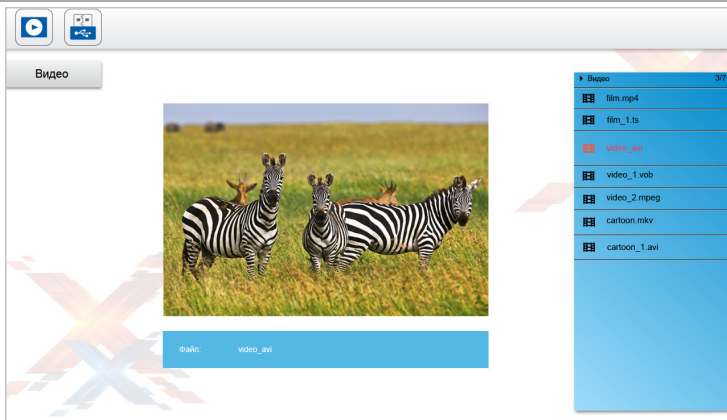 Видео
Видео 3/7
film.mp4
film_1.ts
video_avi
video_1.vob
video_2.mpeg
cartoon.mkv
cartoon_1.avi
Файл: video_avi